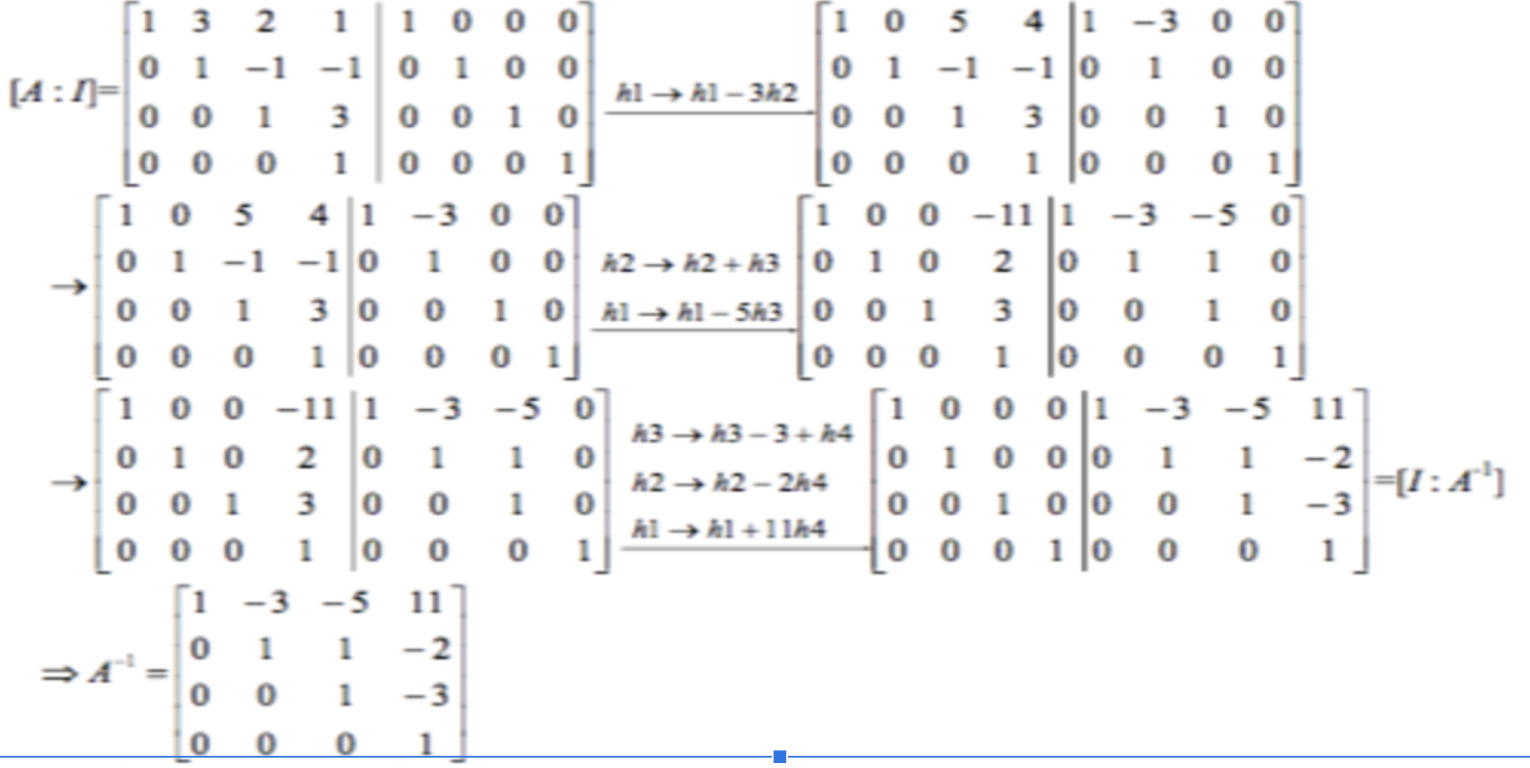 [A : I]= [1 3 2 1 | 1 0 0 0] h1 → h1 − 3h2 [1 0 5 4 | 1 −3 0 0]
[0 1 −1 −1 | 0 1 0 0] [0 1 −1 −1 | 0 1 0 0]
[0 0 1 3 | 0 0 1 0] [0 0 1 3 | 0 0 1 0]
[0 0 0 1 | 0 0 0 1] [0 0 0 1 | 0 0 0 1]
→ [1 0 5 4 | 1 −3 0 0] h2 → h2 + h3 [1 0 0 −11 | 1 −3 −5 0]
[0 1 −1 −1 | 0 1 0 0] h1 → h1 − 5h3 [0 1 0 2 | 0 1 1 0]
[0 0 1 3 | 0 0 1 0] [0 0 1 3 | 0 0 1 0]
[0 0 0 1 | 0 0 0 1] [0 0 0 1 | 0 0 0 1]
→ [1 0 0 −11 | 1 −3 −5 0] h3 → h3 − 3 + h4 [1 0 0 0 | 1 −3 −5 11] =[I : A⁻¹]
[0 1 0 2 | 0 1 1 0] h2 → h2 − 2h4 [0 1 0 0 | 0 1 1 −2]
[0 0 1 3 | 0 0 1 0] h1 → h1 + 11h4 [0 0 1 0 | 0 0 1 −3]
[0 0 0 1 | 0 0 0 1] [0 0 0 1 | 0 0 0 1]
⇒ A⁻¹ = [1 −3 −5 11]
[0 1 1 −2]
[0 0 1 −3]
[0 0 0 1]